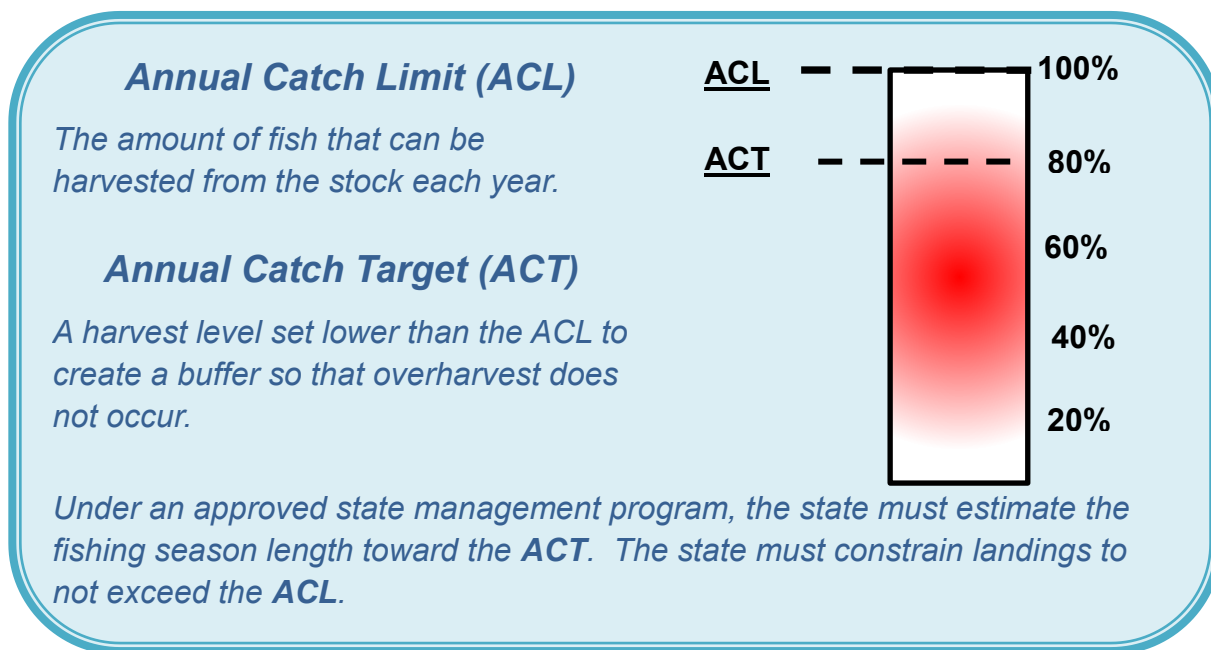 Annual Catch Limit (ACL)
The amount of fish that can be
harvested from the stock each year.
Annual Catch Target (ACT)
A harvest level set lower than the ACL to
create a buffer so that overharvest does
not occur.
ACL
100%
ACT
80%
60%
40%
20%
Under an approved state management program, the state must estimate the
fishing season length toward the ACT.  The state must constrain landings to
not exceed the ACL.